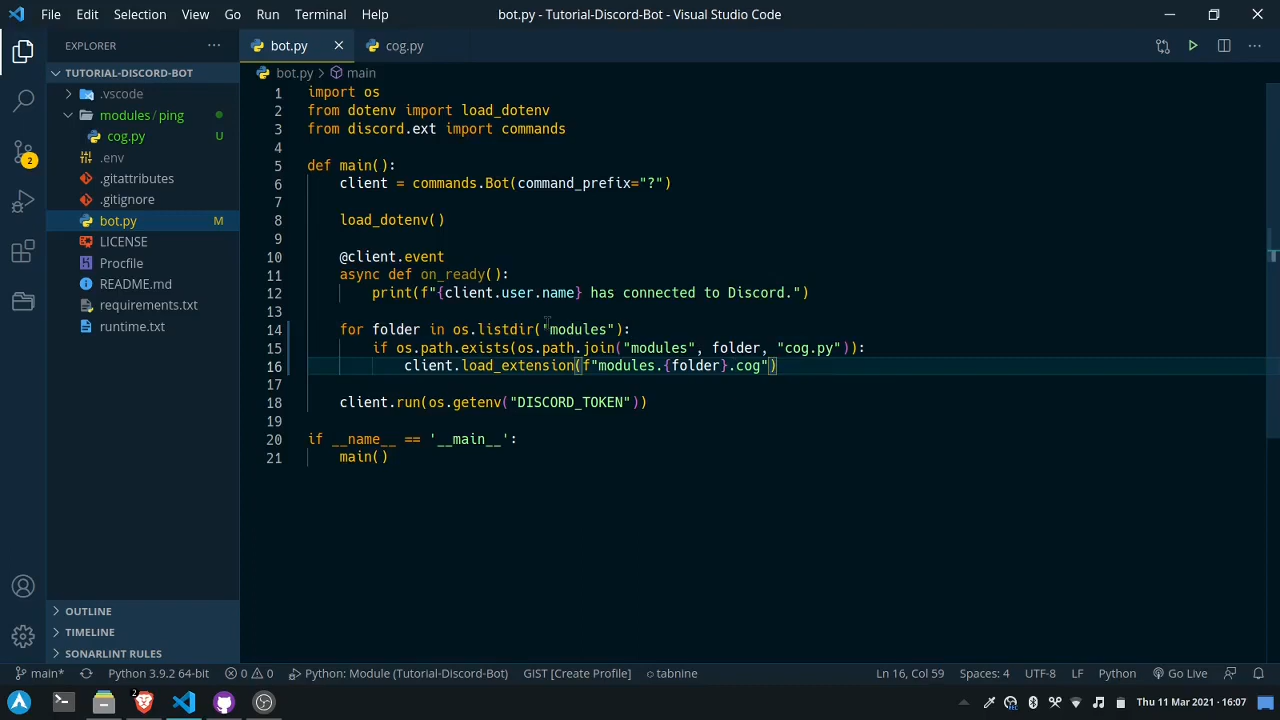 File Edit Selection View Go Run Terminal Help bot.py - Tutorial-Discord-Bot - Visual Studio Code
EXPLORER
TUTORIAL-DISCORD-BOT
.vscode
modules / ping
cog.py U
.env
.gitattributes
.gitignore
bot.py M
LICENSE
Procfile
README.md
requirements.txt
runtime.txt
OUTLINE
TIMELINE
SONARLINT RULES
2
bot.py cog.py
bot.py > main
1 import os
2 from dotenv import load_dotenv
3 from discord.ext import commands
4
5 def main():
6 client = commands.Bot(command_prefix="?")
7
8 load_dotenv()
9
10 @client.event
11 async def on_ready():
12 print(f"{client.user.name} has connected to Discord.")
13
14 for folder in os.listdir("modules"):
15 if os.path.exists(os.path.join("modules", folder, "cog.py")):
16 client.load_extension(f"modules.{folder}.cog")
17
18 client.run(os.getenv("DISCORD_TOKEN"))
19
20 if __name__ == '__main__':
21 main()
main* Python 3.9.2 64-bit 0 0 Python: Module (Tutorial-Discord-Bot) GIST [Create Profile] tabnine Ln 16, Col 59 Spaces: 4 UTF-8 LF Python Go Live
2 Thu 11 Mar 2021 - 16:07